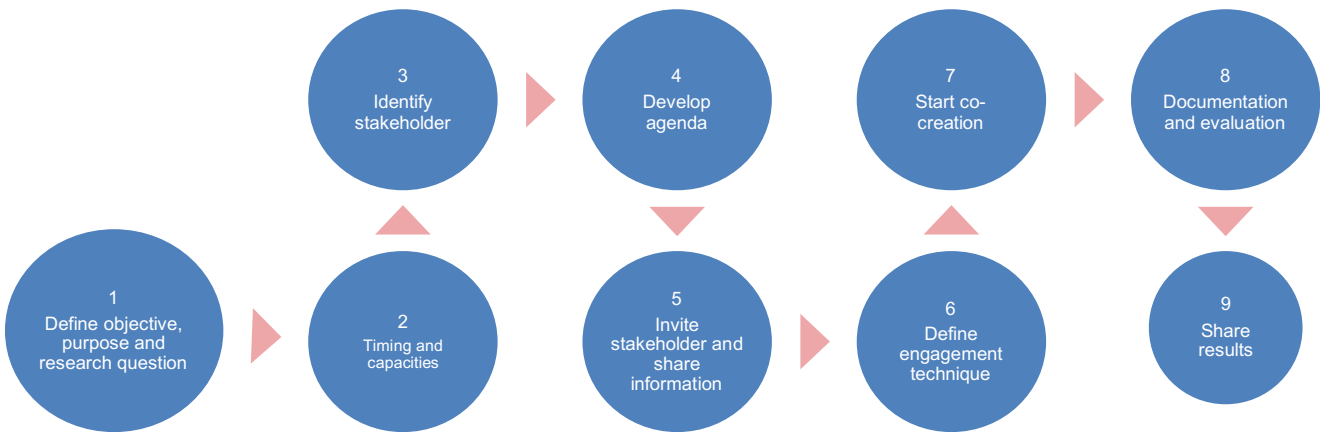 1
Define objective,
purpose and
research question
2
Timing and
capacities
3
Identify
stakeholder
4
Develop
agenda
5
Invite
stakeholder and
share
information
6
Define
engagement
technique
7
Start co-
creation
8
Documentation
and evaluation
9
Share
results